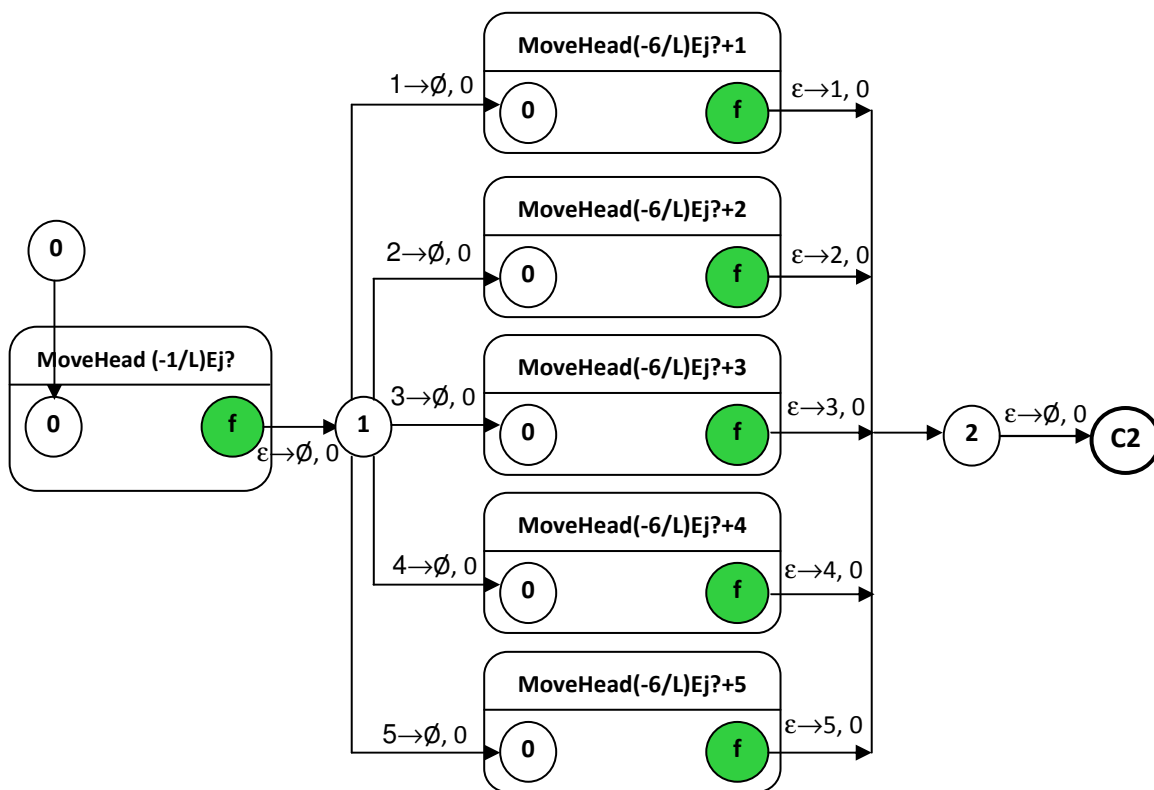 MoveHead(-6/L)Ej?+1
1→Ø, 0
0
f
ε→1, 0
MoveHead(-6/L)Ej?+2
2→Ø, 0
0
f
ε→2, 0
0
MoveHead (-1/L)Ej?
0
f
ε→Ø, 0
1
MoveHead(-6/L)Ej?+3
3→Ø, 0
0
f
ε→3, 0
2
ε→Ø, 0
C2
MoveHead(-6/L)Ej?+4
4→Ø, 0
0
f
ε→4, 0
MoveHead(-6/L)Ej?+5
5→Ø, 0
0
f
ε→5, 0